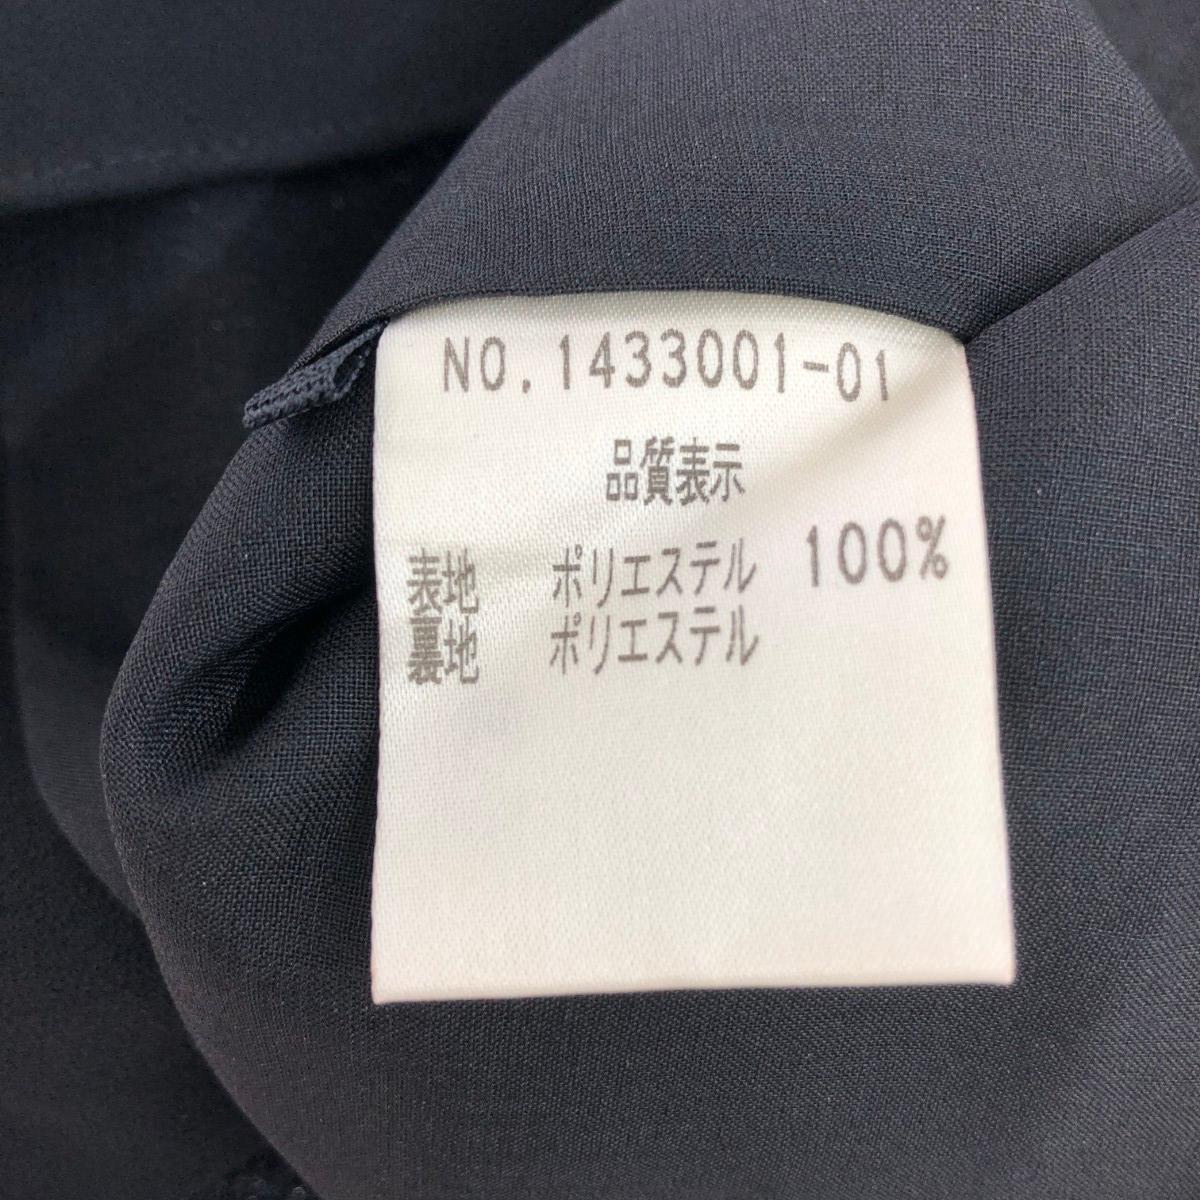 NO.1433001-01
品質表示
表地 ポリエステル 100%
裏地 ポリエステル